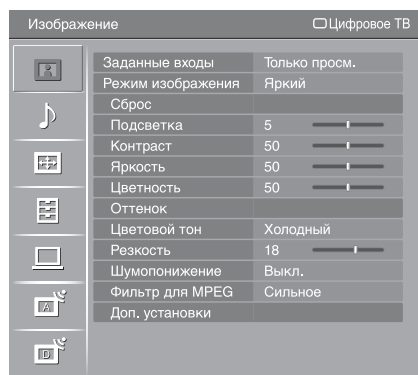 Изображение Цифровое ТВ
Заданные входы Только просм.
Режим изображения Яркий
Сброс
Подсветка 5
Контраст 50
Яркость 50
Цветность 50
Оттенок
Цветовой тон Холодный
Резкость 18
Шумопонижение Выкл.
Фильтр для MPEG Сильное
Доп. установки
A
D